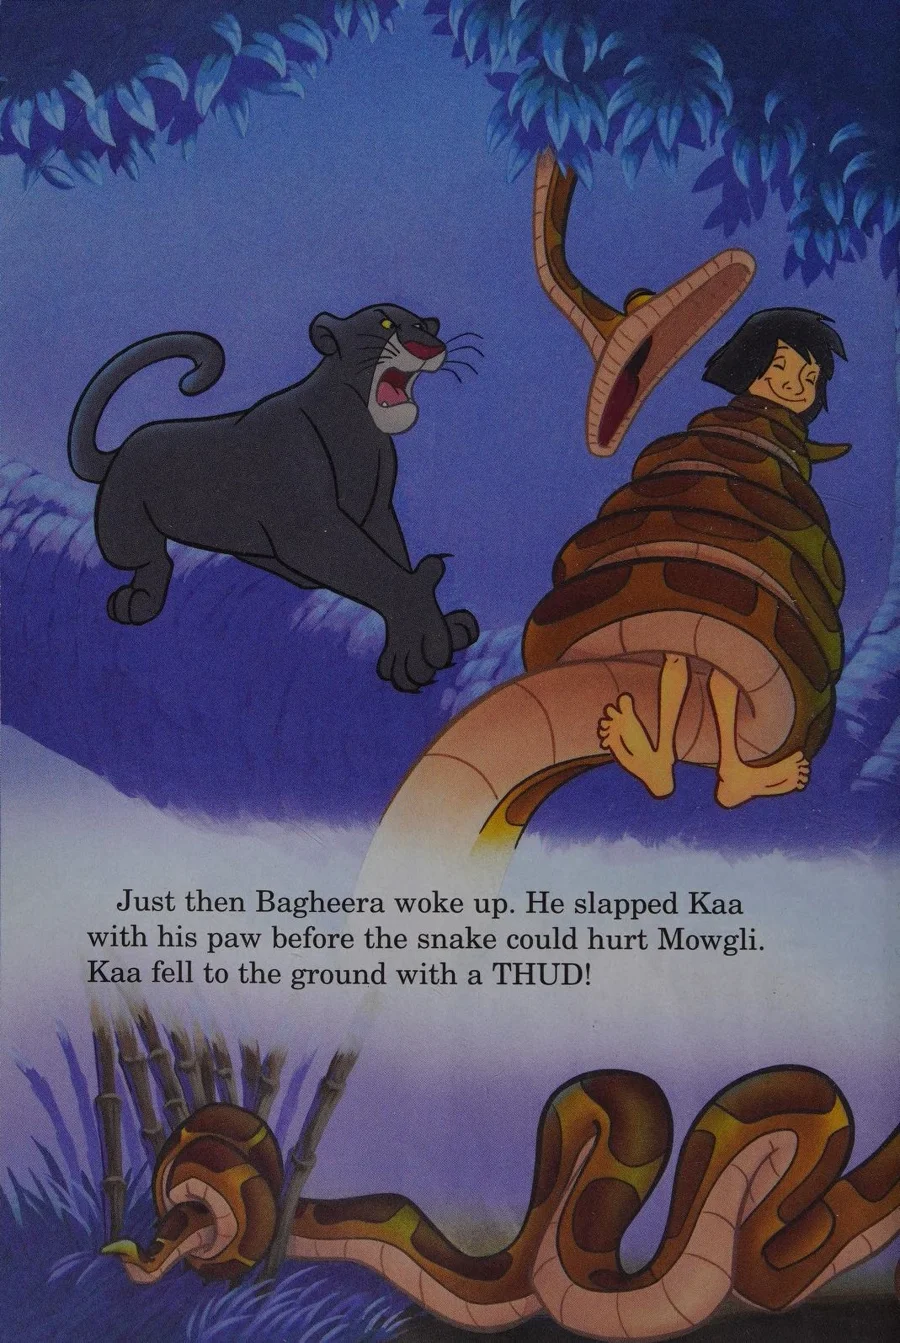 Just then Bagheera woke up. He slapped Kaa
with his paw before the snake could hurt Mowgli.
Kaa fell to the ground with a THUD!